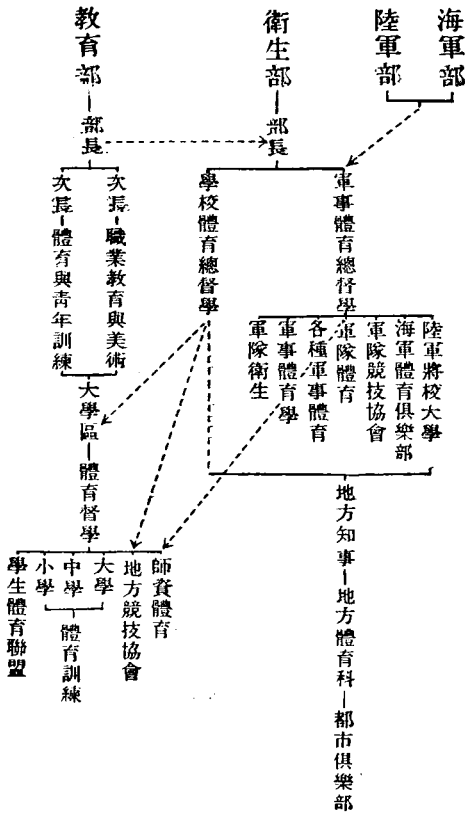 海軍部
陸軍部
衛生部
部長
教育部
部長
軍事體育總督學
學校體育總督學
次長
職業教育與美術
次長
體育與青年訓練
陸軍將校大學
海軍體育俱樂部
軍隊競技協會
軍隊體育
各種軍事體育
軍事體育學
軍隊衛生
大學區
體育督學
地方知事
地方體育科
都市俱樂部
師資體育
地方競技協會
大學
中學
小學
體育訓練
學生體育聯盟